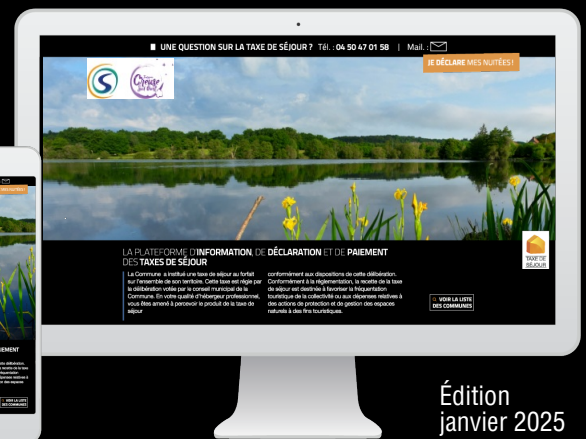 UNE QUESTION SUR LA TAXE DE SÉJOUR ? Tél. : 04 50 47 01 58 | Mail. :
JE DÉCLARE MES NUITÉES !
Creuse
Sud Ouest
LA PLATEFORME D'INFORMATION, DE DÉCLARATION ET DE PAIEMENT
DES TAXES DE SÉJOUR
La Commune a institué une taxe de séjour au forfait
sur l'ensemble de son territoire. Cette taxe est régie par
la délibération votée par le conseil municipal de la
Commune. En votre qualité d'hébergeur professionnel,
vous êtes amené à percevoir le produit de la taxe de
séjour
conformément aux dispositions de cette délibération.
Conformément à la réglementation, la recette de la taxe
de séjour est destinée à favoriser la fréquentation
touristique de la collectivité ou aux dépenses relatives à
des actions de protection et de gestion des espaces
naturels à des fins touristiques.
TAXE DE
SÉJOUR
VOIR LA LISTE
DES COMMUNES
Édition
janvier 2025